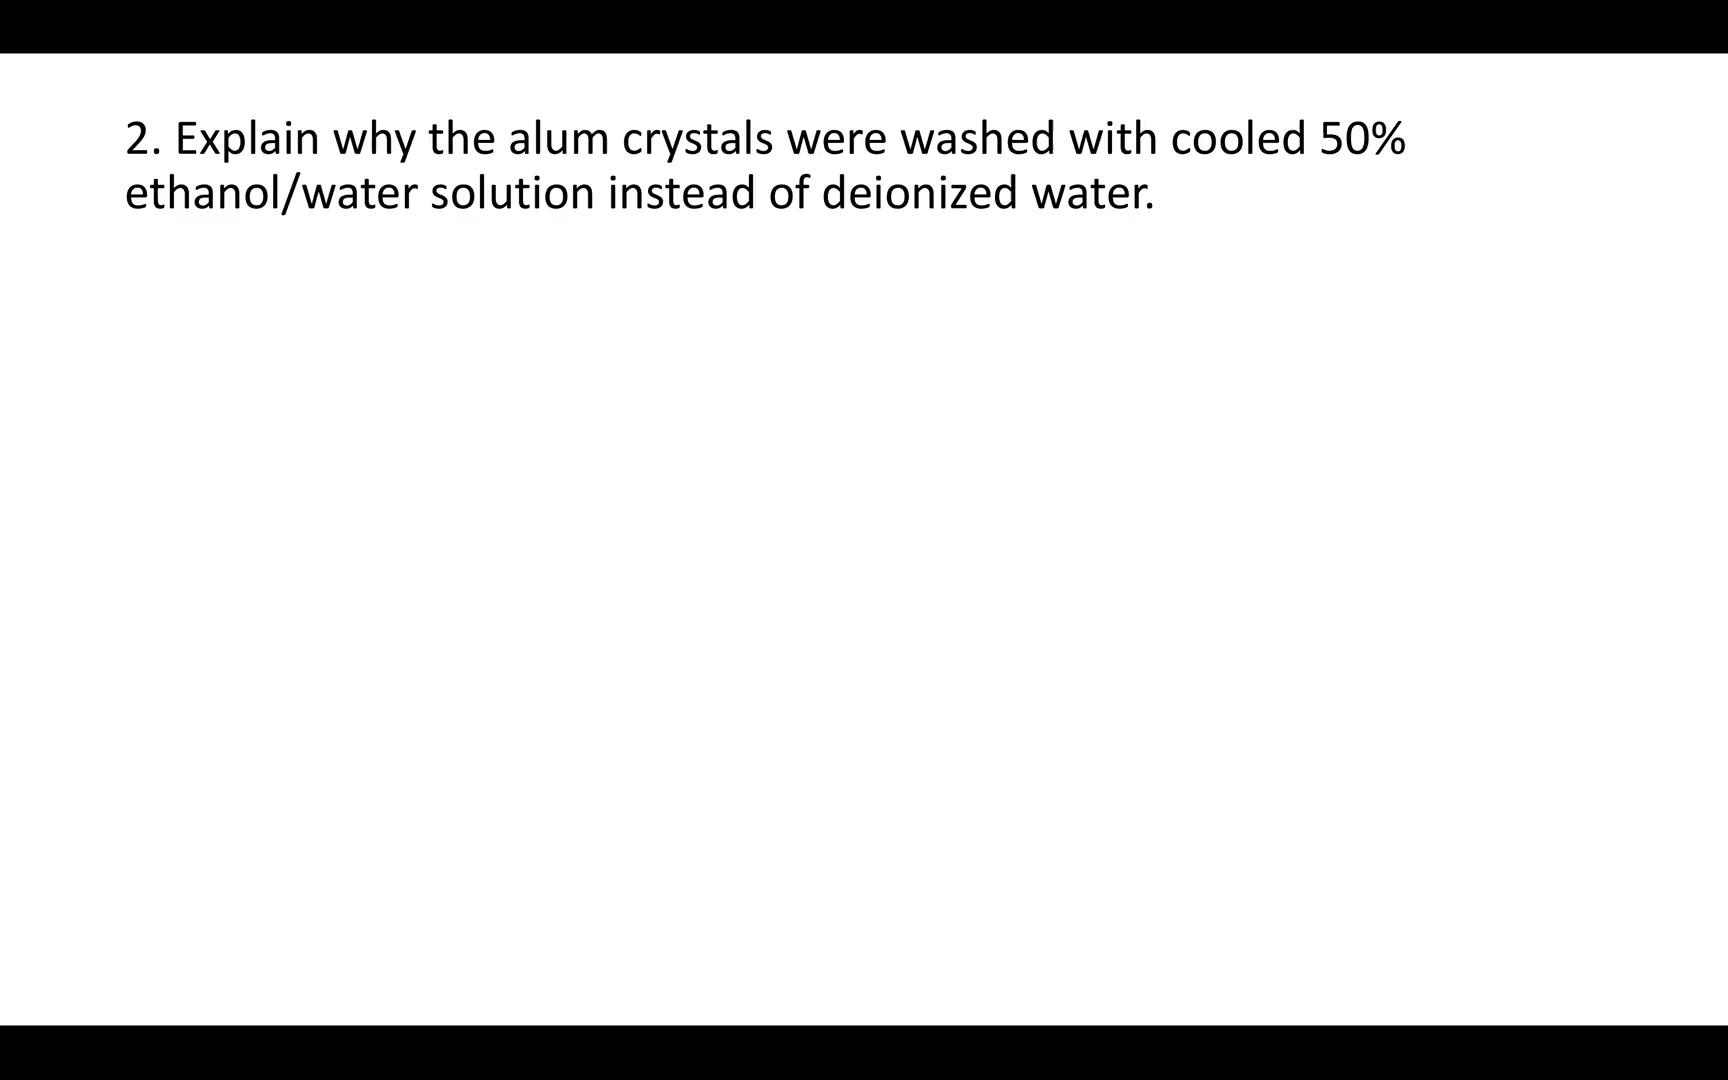 2. Explain why the alum crystals were washed with cooled 50%
ethanol/water solution instead of deionized water.